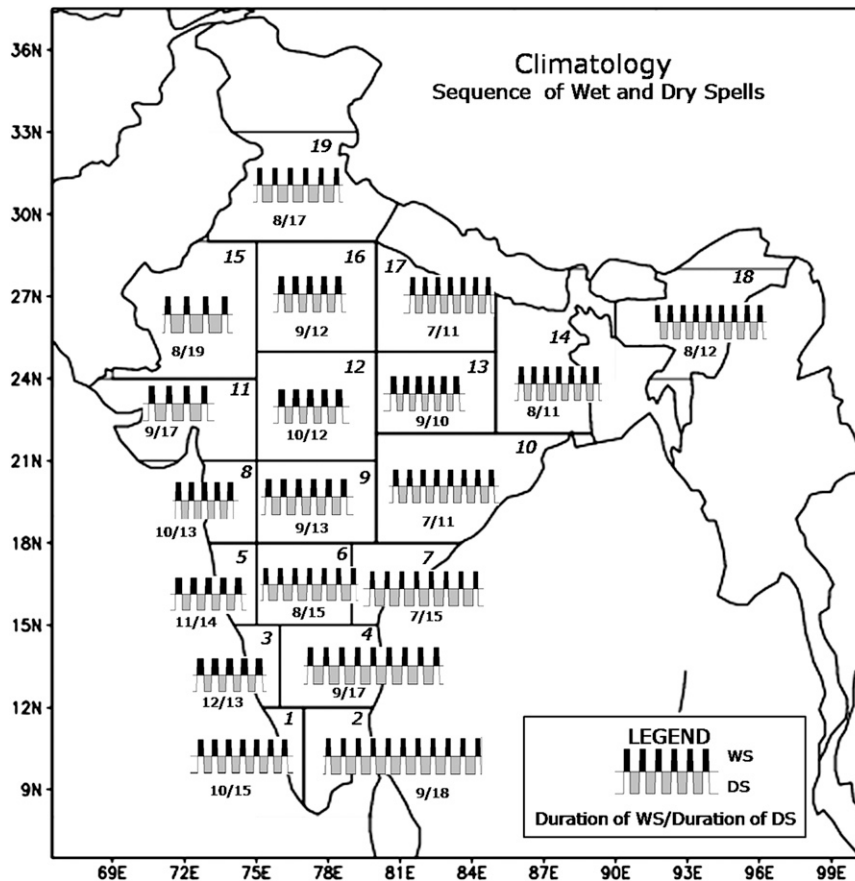 Climatology
Sequence of Wet and Dry Spells
36N
33N
19
30N
8/17
15
16
17
18
27N
9/12
7/11
14
8/19
8/12
24N
11
12
13
9/17
10/12
9/10
8/11
10
21N
8
9
10/13
9/13
7/11
18N
5
6
7
11/14
8/15
7/15
15N
3
4
12/13
9/17
12N
1
2
LEGEND
WS
DS
9N
10/15
9/18
Duration of WS/Duration of DS
69E 72E 75E 78E 81E 84E 87E 90E 93E 96E 99E